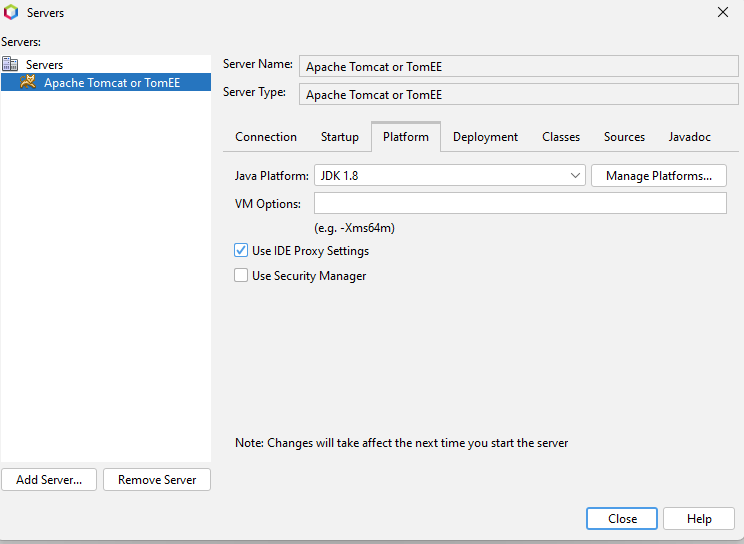 Servers
Servers:
Servers
Apache Tomcat or TomEE
Server Name: Apache Tomcat or TomEE
Server Type: Apache Tomcat or TomEE
Connection Startup Platform Deployment Classes Sources Javadoc
Java Platform: JDK 1.8 Manage Platforms...
VM Options:
(e.g. -Xms64m)
Use IDE Proxy Settings
Use Security Manager
Note: Changes will take affect the next time you start the server
Add Server... Remove Server
Close Help